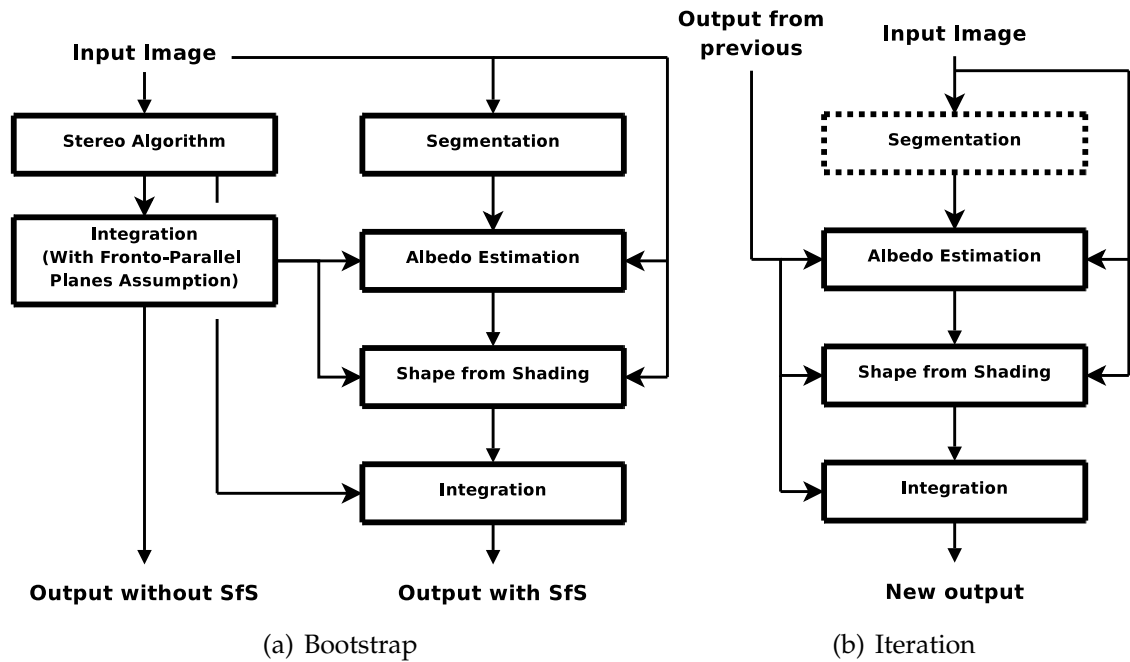 Input Image
Stereo Algorithm
Integration
(With Fronto-Parallel
Planes Assumption)
Segmentation
Albedo Estimation
Shape from Shading
Integration
Output without SfS
Output with SfS
(a) Bootstrap
Output from
previous
Input Image
Segmentation
Albedo Estimation
Shape from Shading
Integration
New output
(b) Iteration